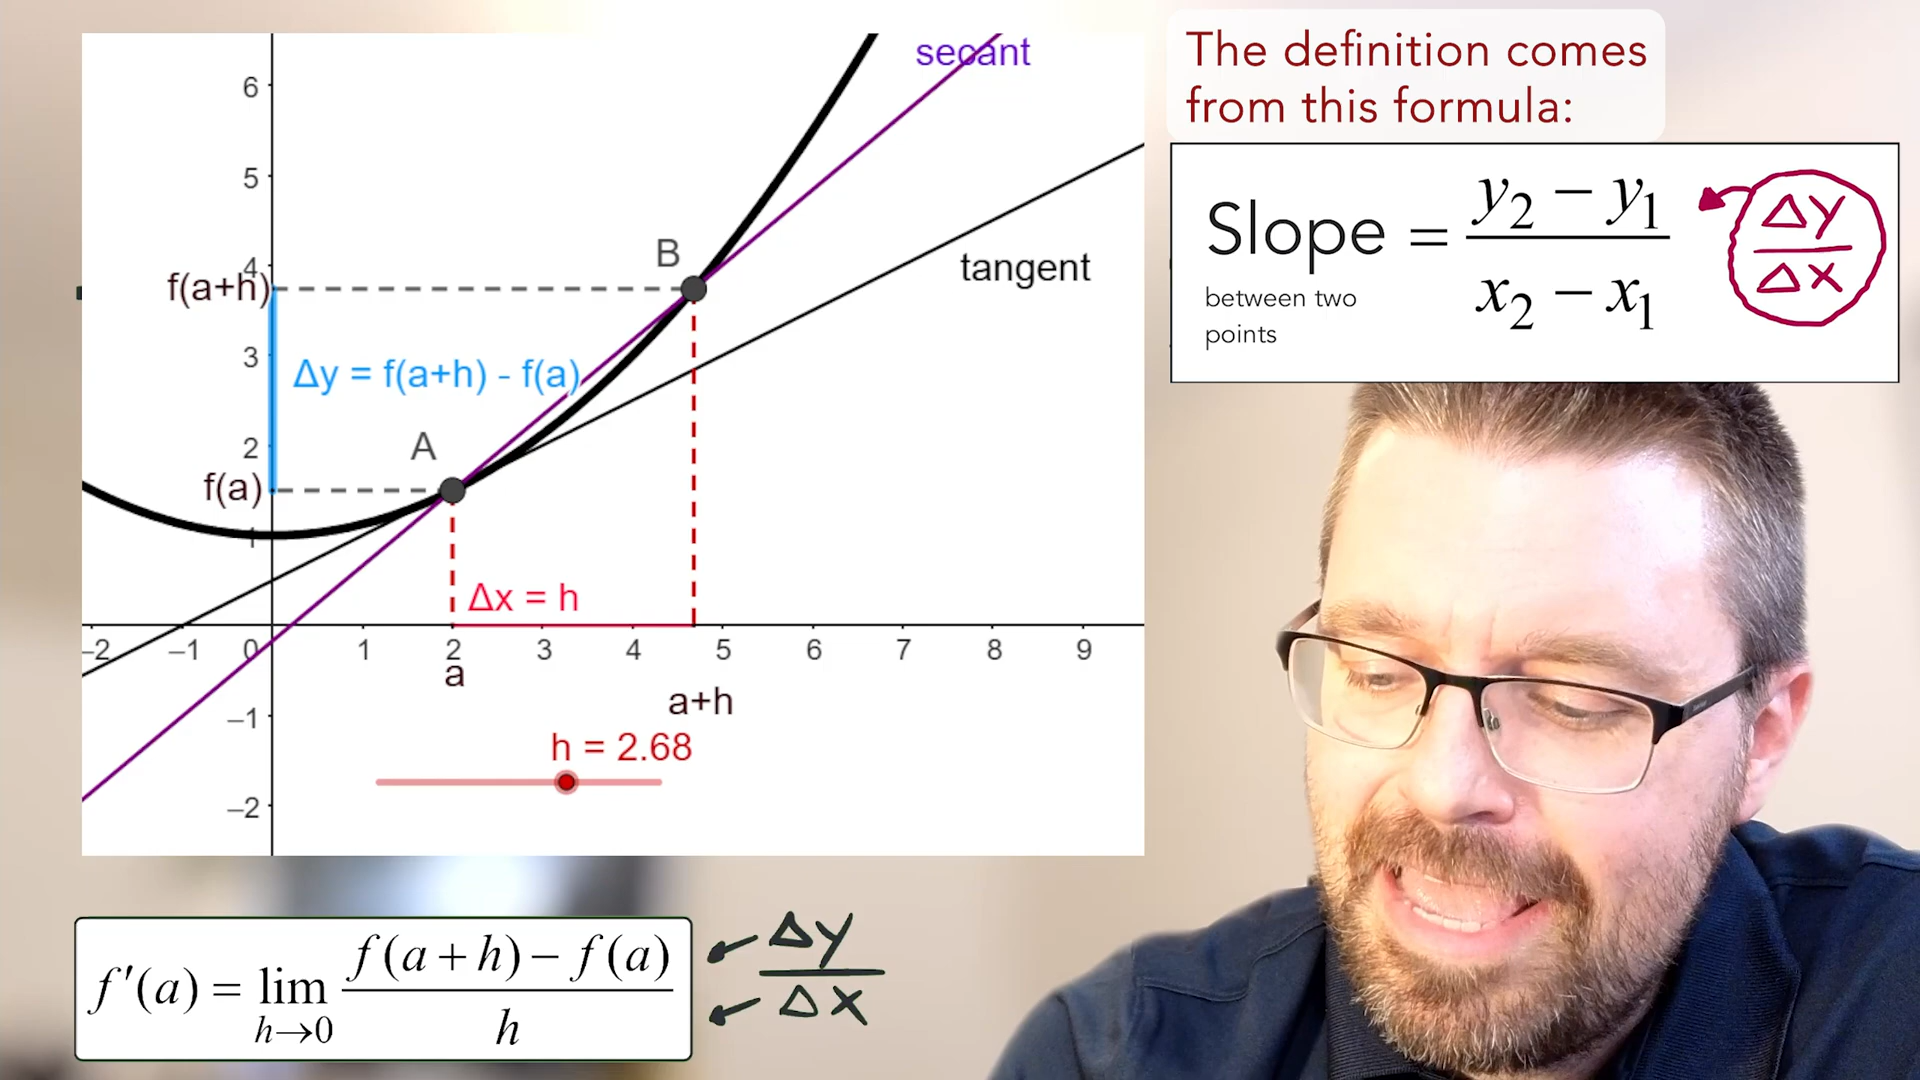 The definition comes
from this formula:
Slope = y₂ − y₁ / x₂ − x₁
between two
points
Δy
Δx
secant
tangent
6
5
4
3
2
1
B
A
f(a+h)
f(a)
Δy = f(a+h) - f(a)
Δx = h
−2 −1 0 1 2 3 4 5 6 7 8 9
a
a+h
−1
−2
h = 2.68
f′(a) = lim h→0 f(a+h) − f(a) / h
Δy
Δx